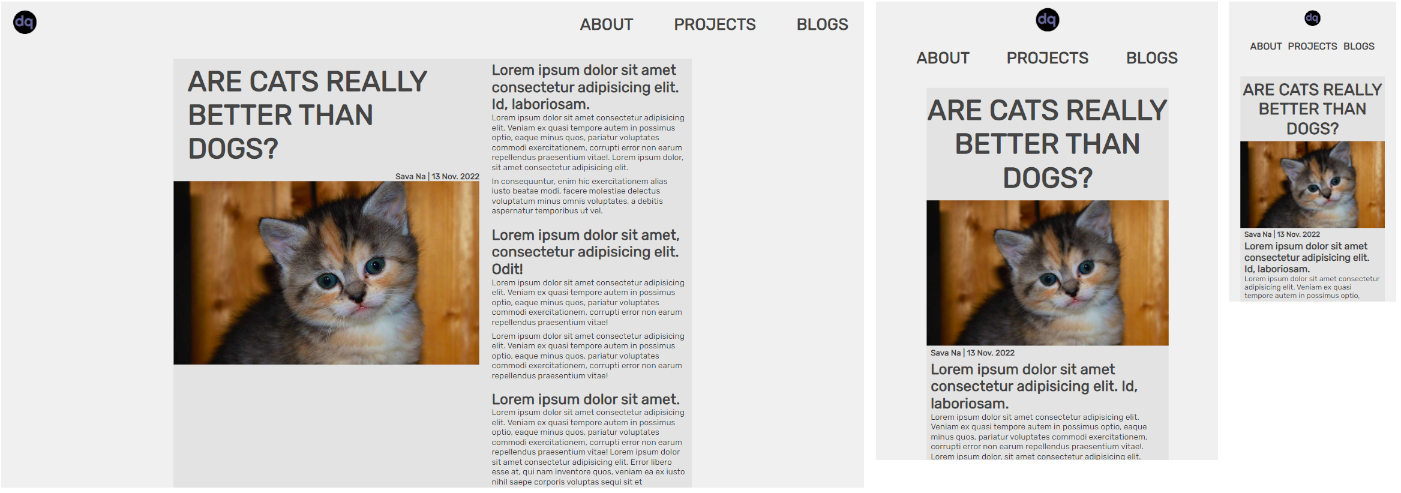 dq
ABOUT PROJECTS BLOGS
ARE CATS REALLY
BETTER THAN
DOGS?
Sava Na | 13 Nov. 2022
Lorem ipsum dolor sit amet
consectetur adipisicing elit.
Id, laboriosam.
Lorem ipsum dolor sit amet consectetur adipisicing
elit. Veniam ex quasi tempore autem in possimus
optio, eaque minus quos, pariatur voluptates
commodi exercitationem, corrupti error non earum
repellendus praesentium vitae!. Lorem ipsum dolor,
sit amet consectetur adipisicing elit.
In consequuntur, enim hic exercitationem alias
iusto beatae modi, facere molestiae delectus
voluptatum minus omnis voluptates, a debitis
aspernatur temporibus ut vel.
Lorem ipsum dolor sit amet,
consectetur adipisicing elit.
Odit!
Lorem ipsum dolor sit amet consectetur adipisicing
elit. Veniam ex quasi tempore autem in possimus
optio, eaque minus quos, pariatur voluptates
commodi exercitationem, corrupti error non earum
repellendus praesentium vitae!
Lorem ipsum dolor sit amet consectetur adipisicing
elit. Veniam ex quasi tempore autem in possimus
optio, eaque minus quos, pariatur voluptates
commodi exercitationem, corrupti error non earum
repellendus praesentium vitae!
Lorem ipsum dolor sit amet.
Lorem ipsum dolor sit amet consectetur adipisicing
elit. Veniam ex quasi tempore autem in possimus
optio, eaque minus quos, pariatur voluptates
commodi exercitationem, corrupti error non earum
repellendus praesentium vitae! Lorem ipsum dolor
sit amet consectetur adipisicing elit. Error libero
esse at, qui nam inventore quos, veniam ea ex iusto
nihil saepe corporis voluptas sequi sit et
dq
ABOUT PROJECTS BLOGS
ARE CATS REALLY
BETTER THAN
DOGS?
Sava Na | 13 Nov. 2022
Lorem ipsum dolor sit amet
consectetur adipisicing elit. Id,
laboriosam.
Lorem ipsum dolor sit amet consectetur adipisicing elit.
Veniam ex quasi tempore autem in possimus optio, eaque
minus quos, pariatur voluptates commodi exercitationem,
corrupti error non earum repellendus praesentium vitae!.
Lorem ipsum dolor, sit amet consectetur adipisicing elit.
dq
ABOUT PROJECTS BLOGS
ARE CATS REALLY
BETTER THAN
DOGS?
Sava Na | 13 Nov. 2022
Lorem ipsum dolor sit amet
consectetur adipisicing elit.
Id, laboriosam.
Lorem ipsum dolor sit amet consectetur
adipisicing elit. Veniam ex quasi
tempore autem in possimus optio,